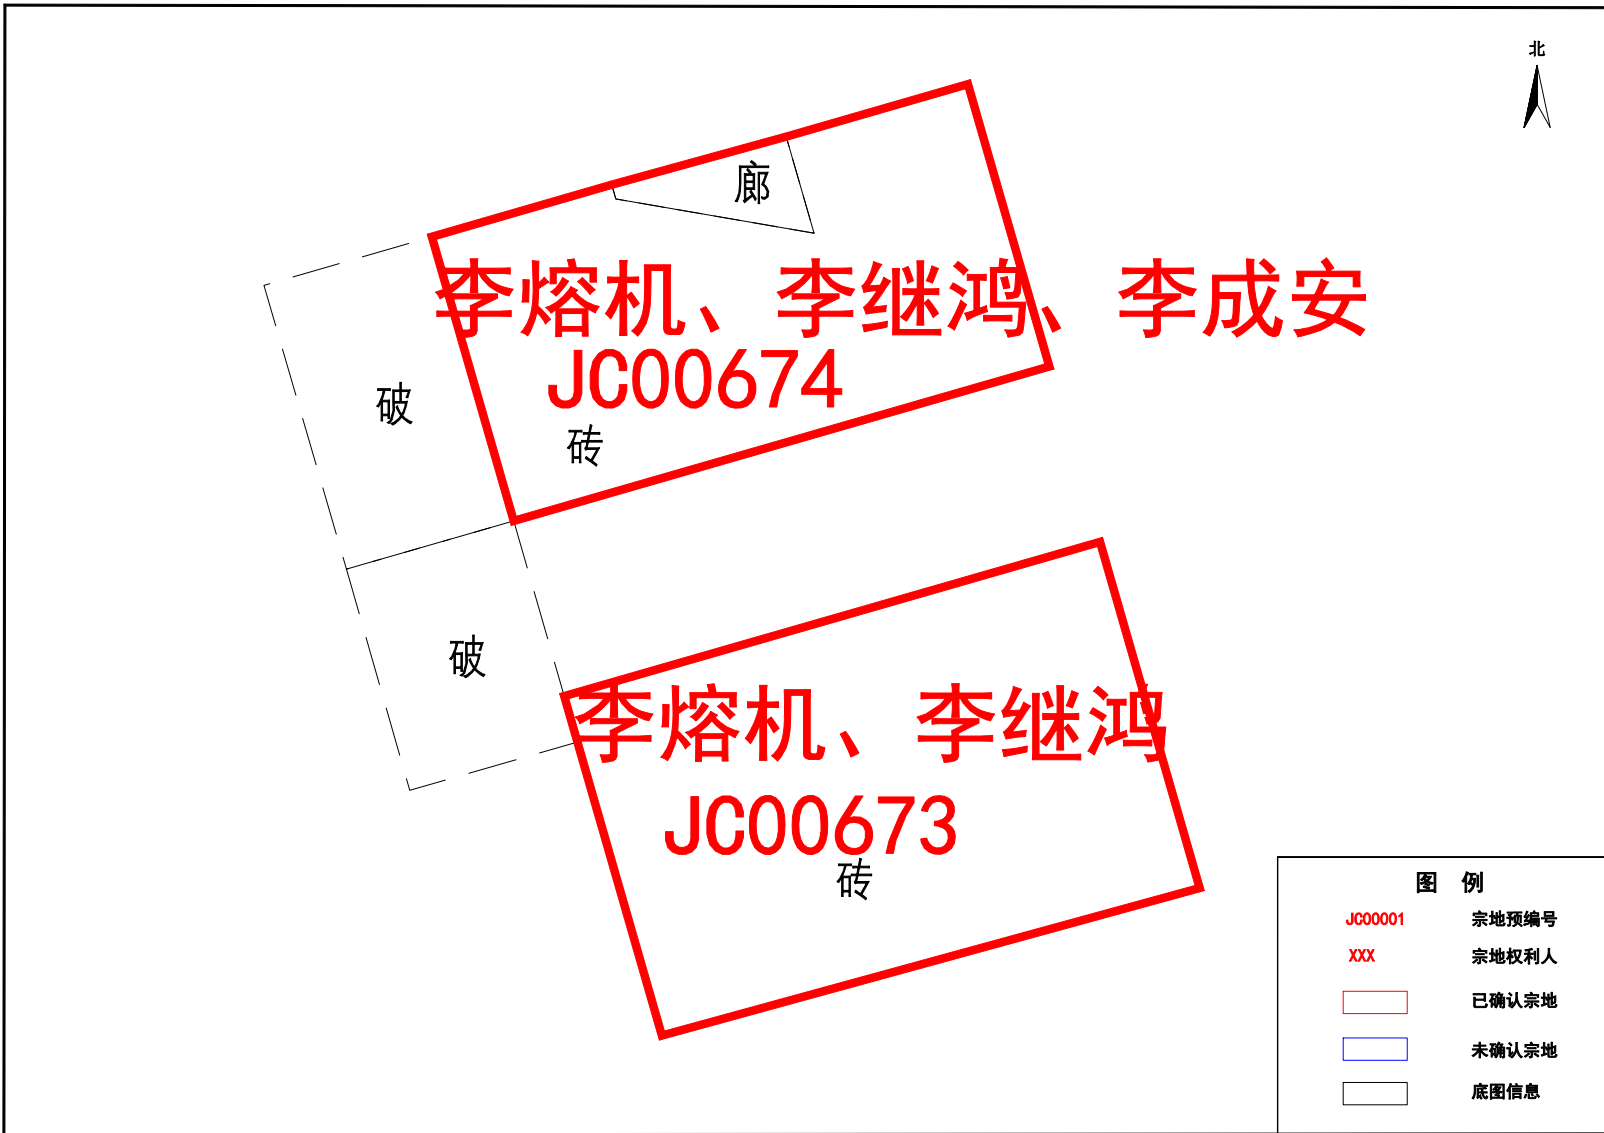 北
廊
李熔机、李继鸿、李成安
JC00674
破
砖
破
李熔机、李继鸿
JC00673
砖
图 例
JC00001 宗地预编号
XXX 宗地权利人
已确认宗地
未确认宗地
底图信息